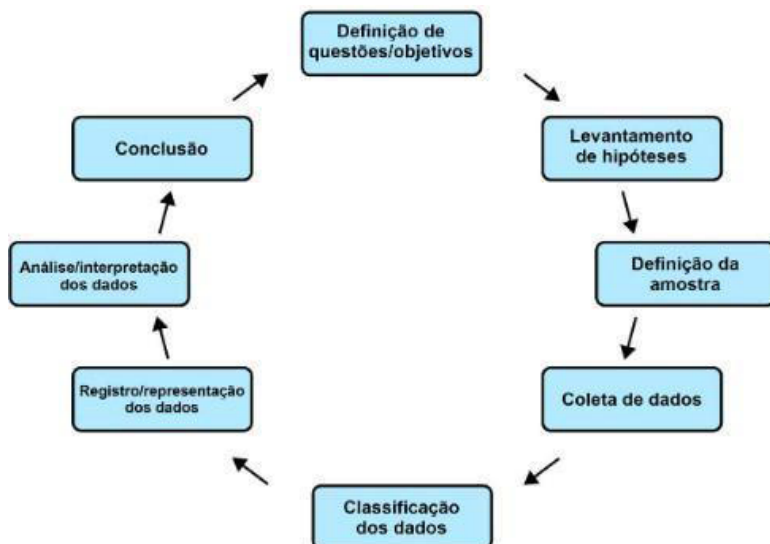 Definição de
questões/objetivos
Levantamento
de hipóteses
Definição da
amostra
Coleta de dados
Classificação
dos dados
Registro/representação
dos dados
Análise/interpretação
dos dados
Conclusão